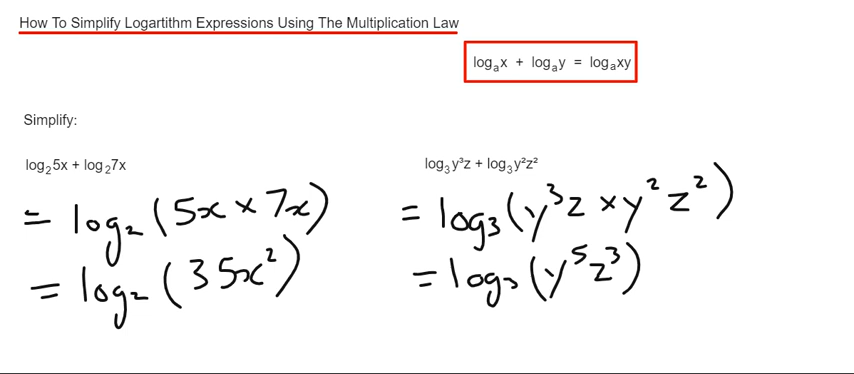 How To Simplify Logartithm Expressions Using The Multiplication Law
logₐx + logₐy = logₐxy
Simplify:
log₂5x + log₂7x
= log₂(5x × 7x)
= log₂(35x²)
log₃y³z + log₃y²z²
= log₃(y³z × y²z²)
= log₃(y⁵z³)